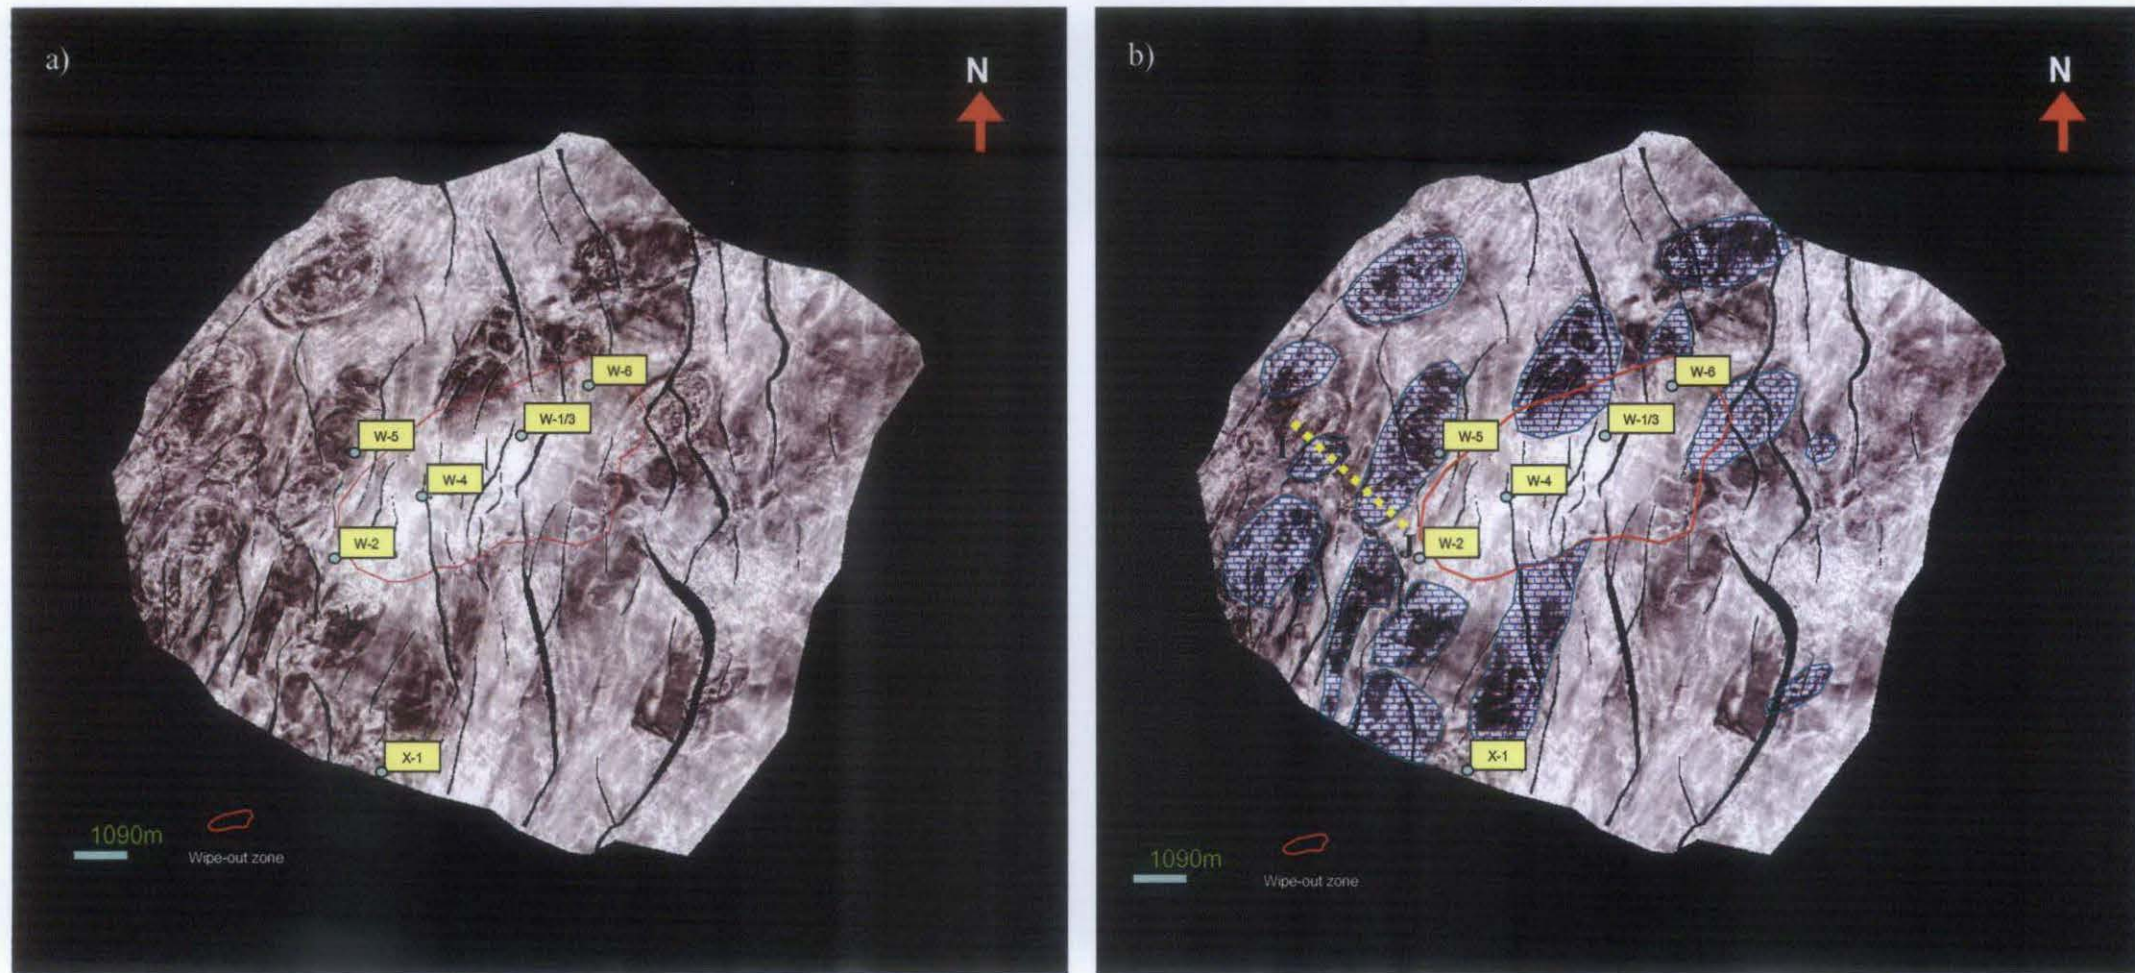 a)
N
W-6
W-1/3
W-5
W-4
W-2
X-1
1090m
Wipe-out zone
b)
N
W-6
W-1/3
W-5
I
W-4
J
W-2
X-1
1090m
Wipe-out zone